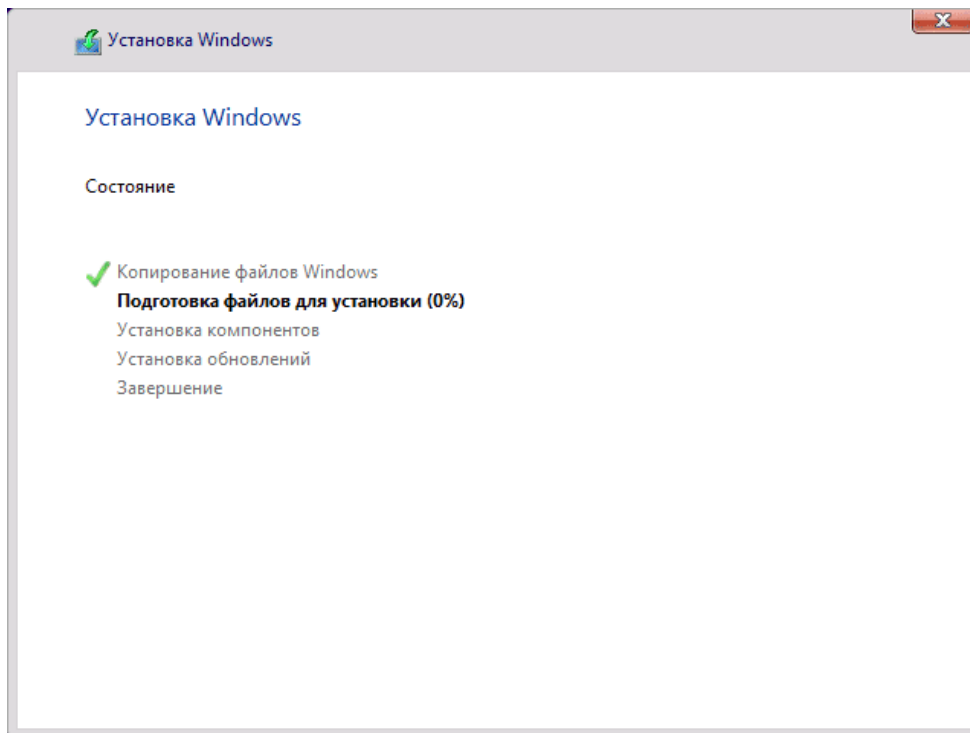 Установка Windows
Установка Windows
Состояние
Копирование файлов Windows
Подготовка файлов для установки (0%)
Установка компонентов
Установка обновлений
Завершение